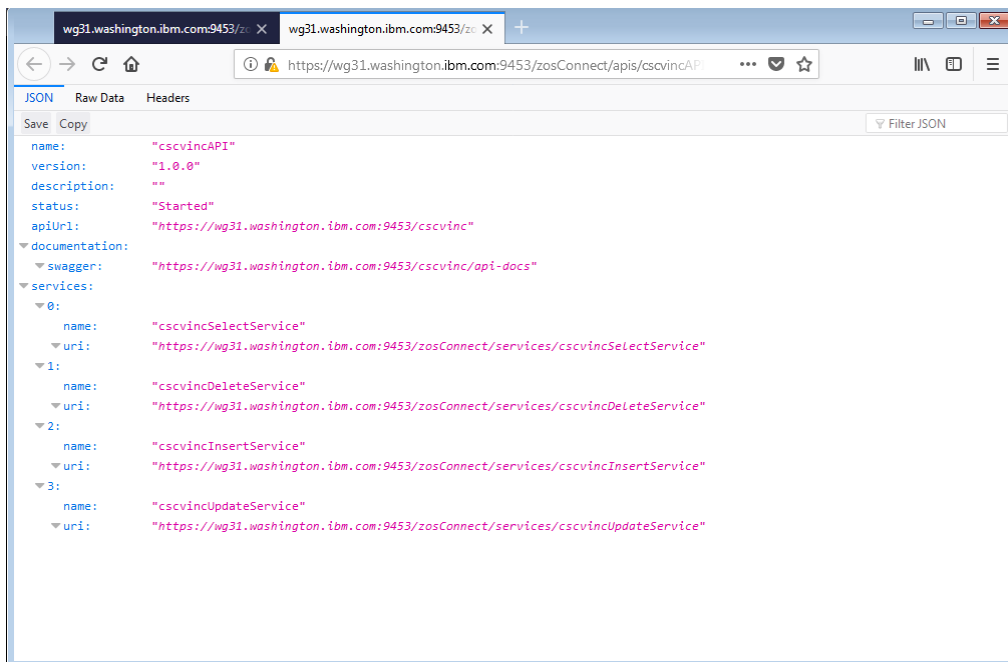 wg31.washington.ibm.com:9453/zo wg31.washington.ibm.com:9453/zo
https://wg31.washington.ibm.com:9453/zosConnect/apis/cscvincAP
JSON Raw Data Headers
Save Copy Filter JSON
name: "cscvincAPI"
version: "1.0.0"
description: ""
status: "Started"
apiUrl: "https://wg31.washington.ibm.com:9453/cscvinc"
documentation:
swagger: "https://wg31.washington.ibm.com:9453/cscvinc/api-docs"
services:
0:
name: "cscvincSelectService"
uri: "https://wg31.washington.ibm.com:9453/zosConnect/services/cscvincSelectService"
1:
name: "cscvincDeleteService"
uri: "https://wg31.washington.ibm.com:9453/zosConnect/services/cscvincDeleteService"
2:
name: "cscvincInsertService"
uri: "https://wg31.washington.ibm.com:9453/zosConnect/services/cscvincInsertService"
3:
name: "cscvincUpdateService"
uri: "https://wg31.washington.ibm.com:9453/zosConnect/services/cscvincUpdateService"